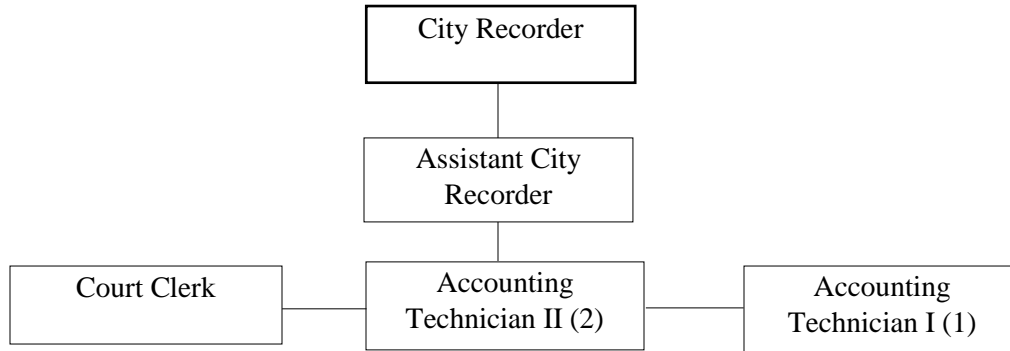 City Recorder
Assistant City
Recorder
Court Clerk
Accounting
Technician II (2)
Accounting
Technician I (1)